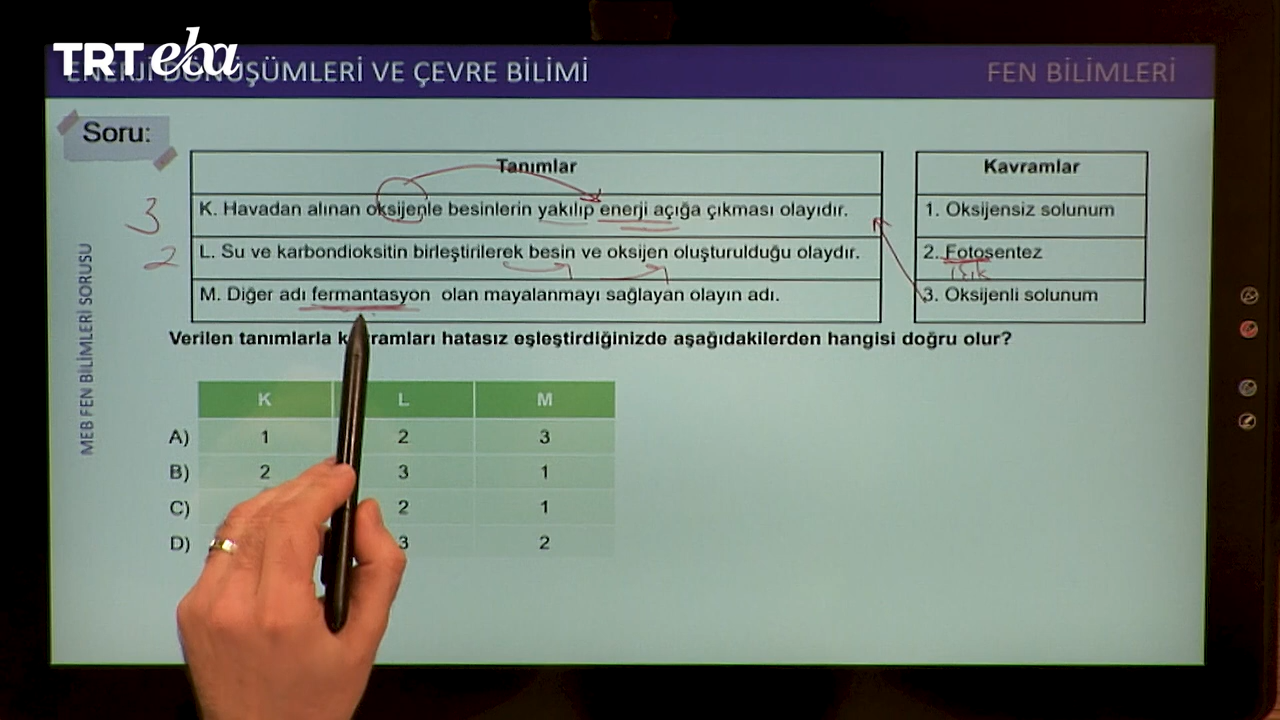 TRT eba
ENERJİ DÖNÜŞÜMLERİ VE ÇEVRE BİLİMİ
FEN BİLİMLERİ
Soru:
MEB FEN BİLİMLERİ SORUSU
Tanımlar
3 K. Havadan alınan oksijenle besinlerin yakılıp enerji açığa çıkması olayıdır.
2 L. Su ve karbondioksitin birleştirilerek besin ve oksijen oluşturulduğu olaydır.
M. Diğer adı fermantasyon olan mayalanmayı sağlayan olayın adı.
Kavramlar
1. Oksijensiz solunum
2. Fotosentez
ışık
3. Oksijenli solunum
Verilen tanımlarla kavramları hatasız eşleştirdiğinizde aşağıdakilerden hangisi doğru olur?
K L M
A) 1 2 3
B) 2 3 1
C) 2 1
D) 3 2